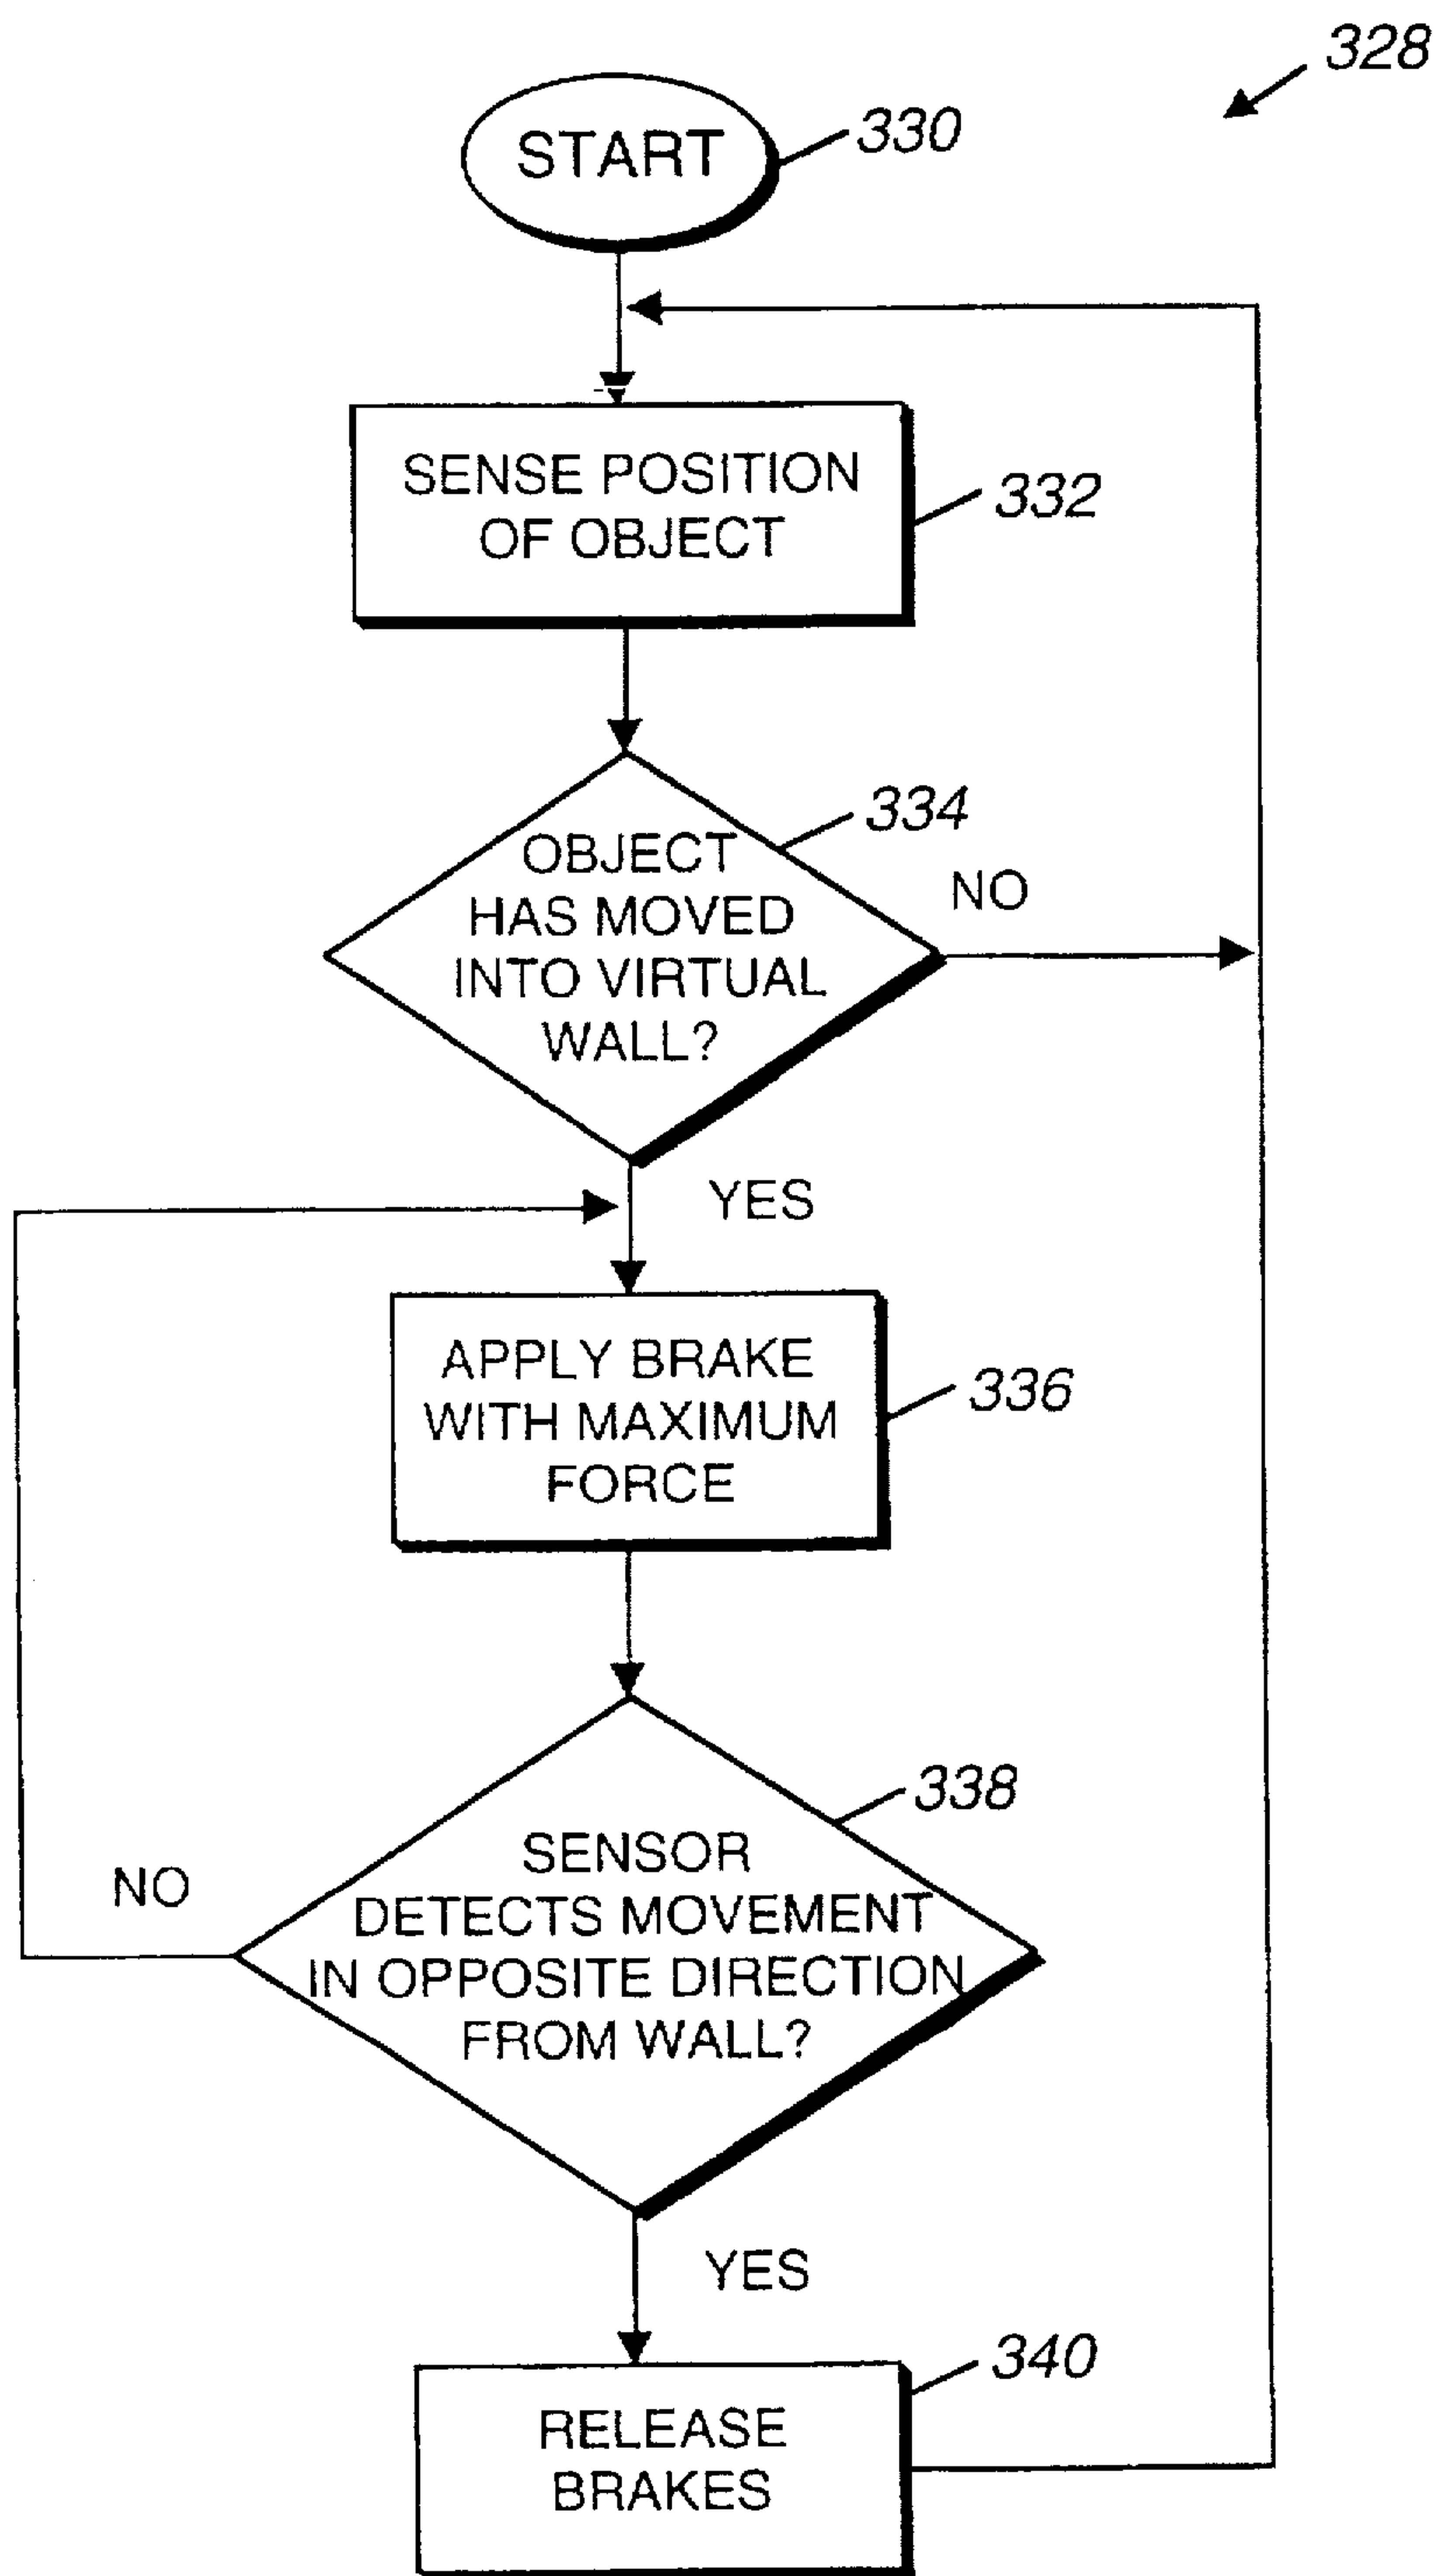 328
START
330
SENSE POSITION
OF OBJECT
332
334
OBJECT
HAS MOVED
INTO VIRTUAL
WALL?
NO
YES
APPLY BRAKE
WITH MAXIMUM
FORCE
336
338
SENSOR
DETECTS MOVEMENT
IN OPPOSITE DIRECTION
FROM WALL?
NO
YES
340
RELEASE
BRAKES